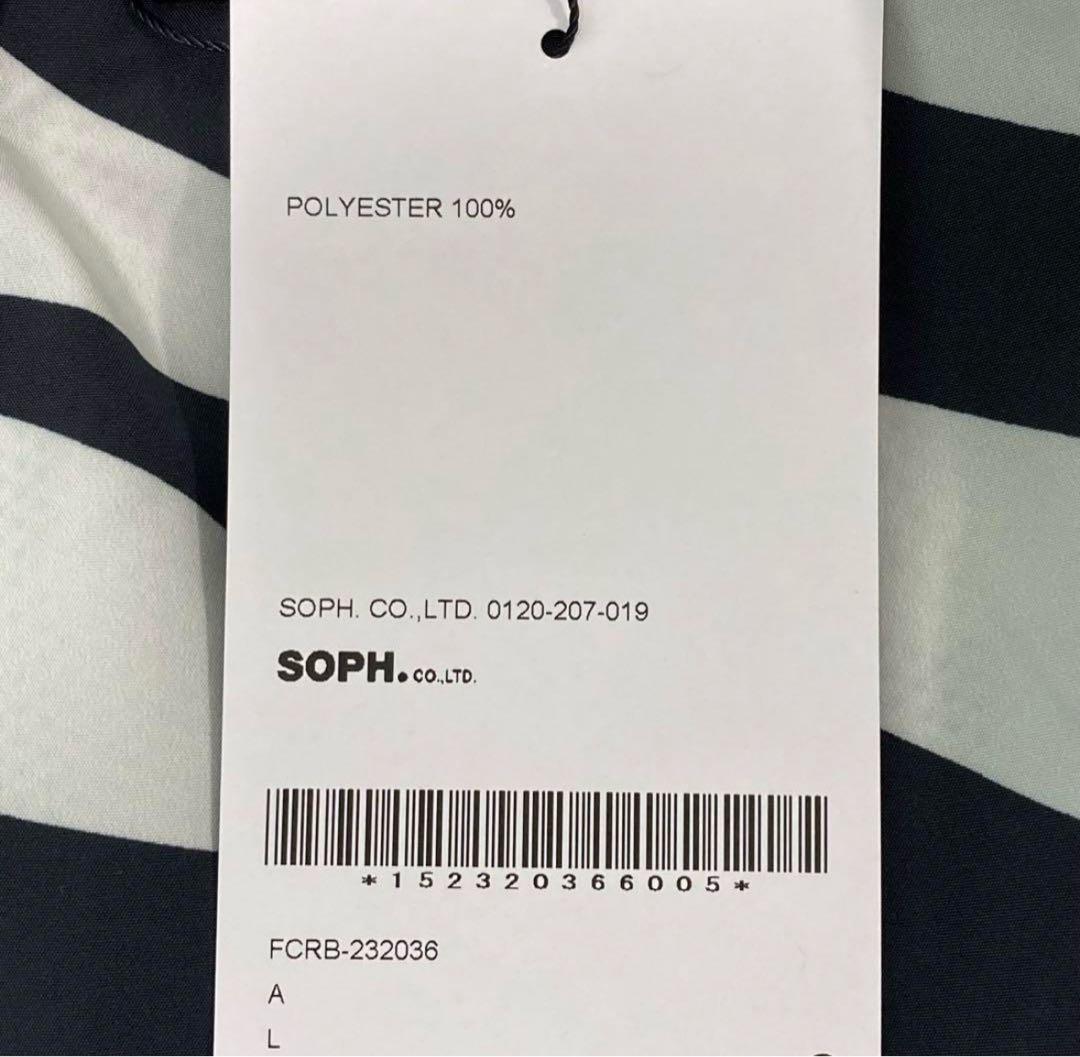 POLYESTER 100%
SOPH. CO.,LTD. 0120-207-019
SOPH. CO.,LTD.
*152320366005*
FCRB-232036
A
L